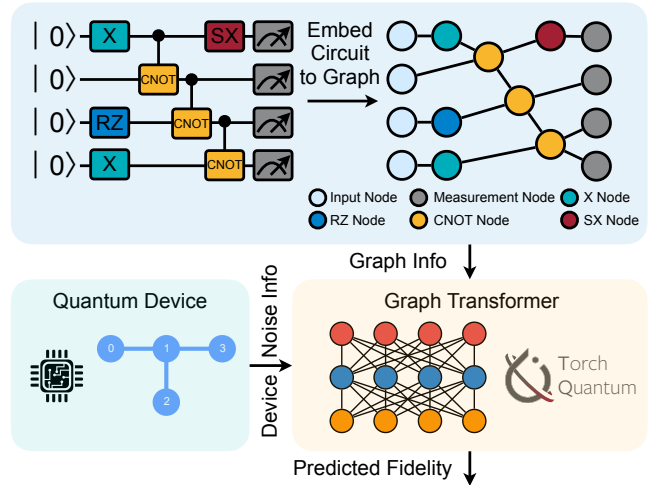 | 0⟩ X SX
Embed
Circuit
to Graph
| 0⟩ CNOT
| 0⟩ RZ CNOT
| 0⟩ X CNOT
Input Node Measurement Node X Node
RZ Node CNOT Node SX Node
Graph Info
Quantum Device
0 1 3
2
Device Noise Info
Graph Transformer
Torch
Quantum
Predicted Fidelity